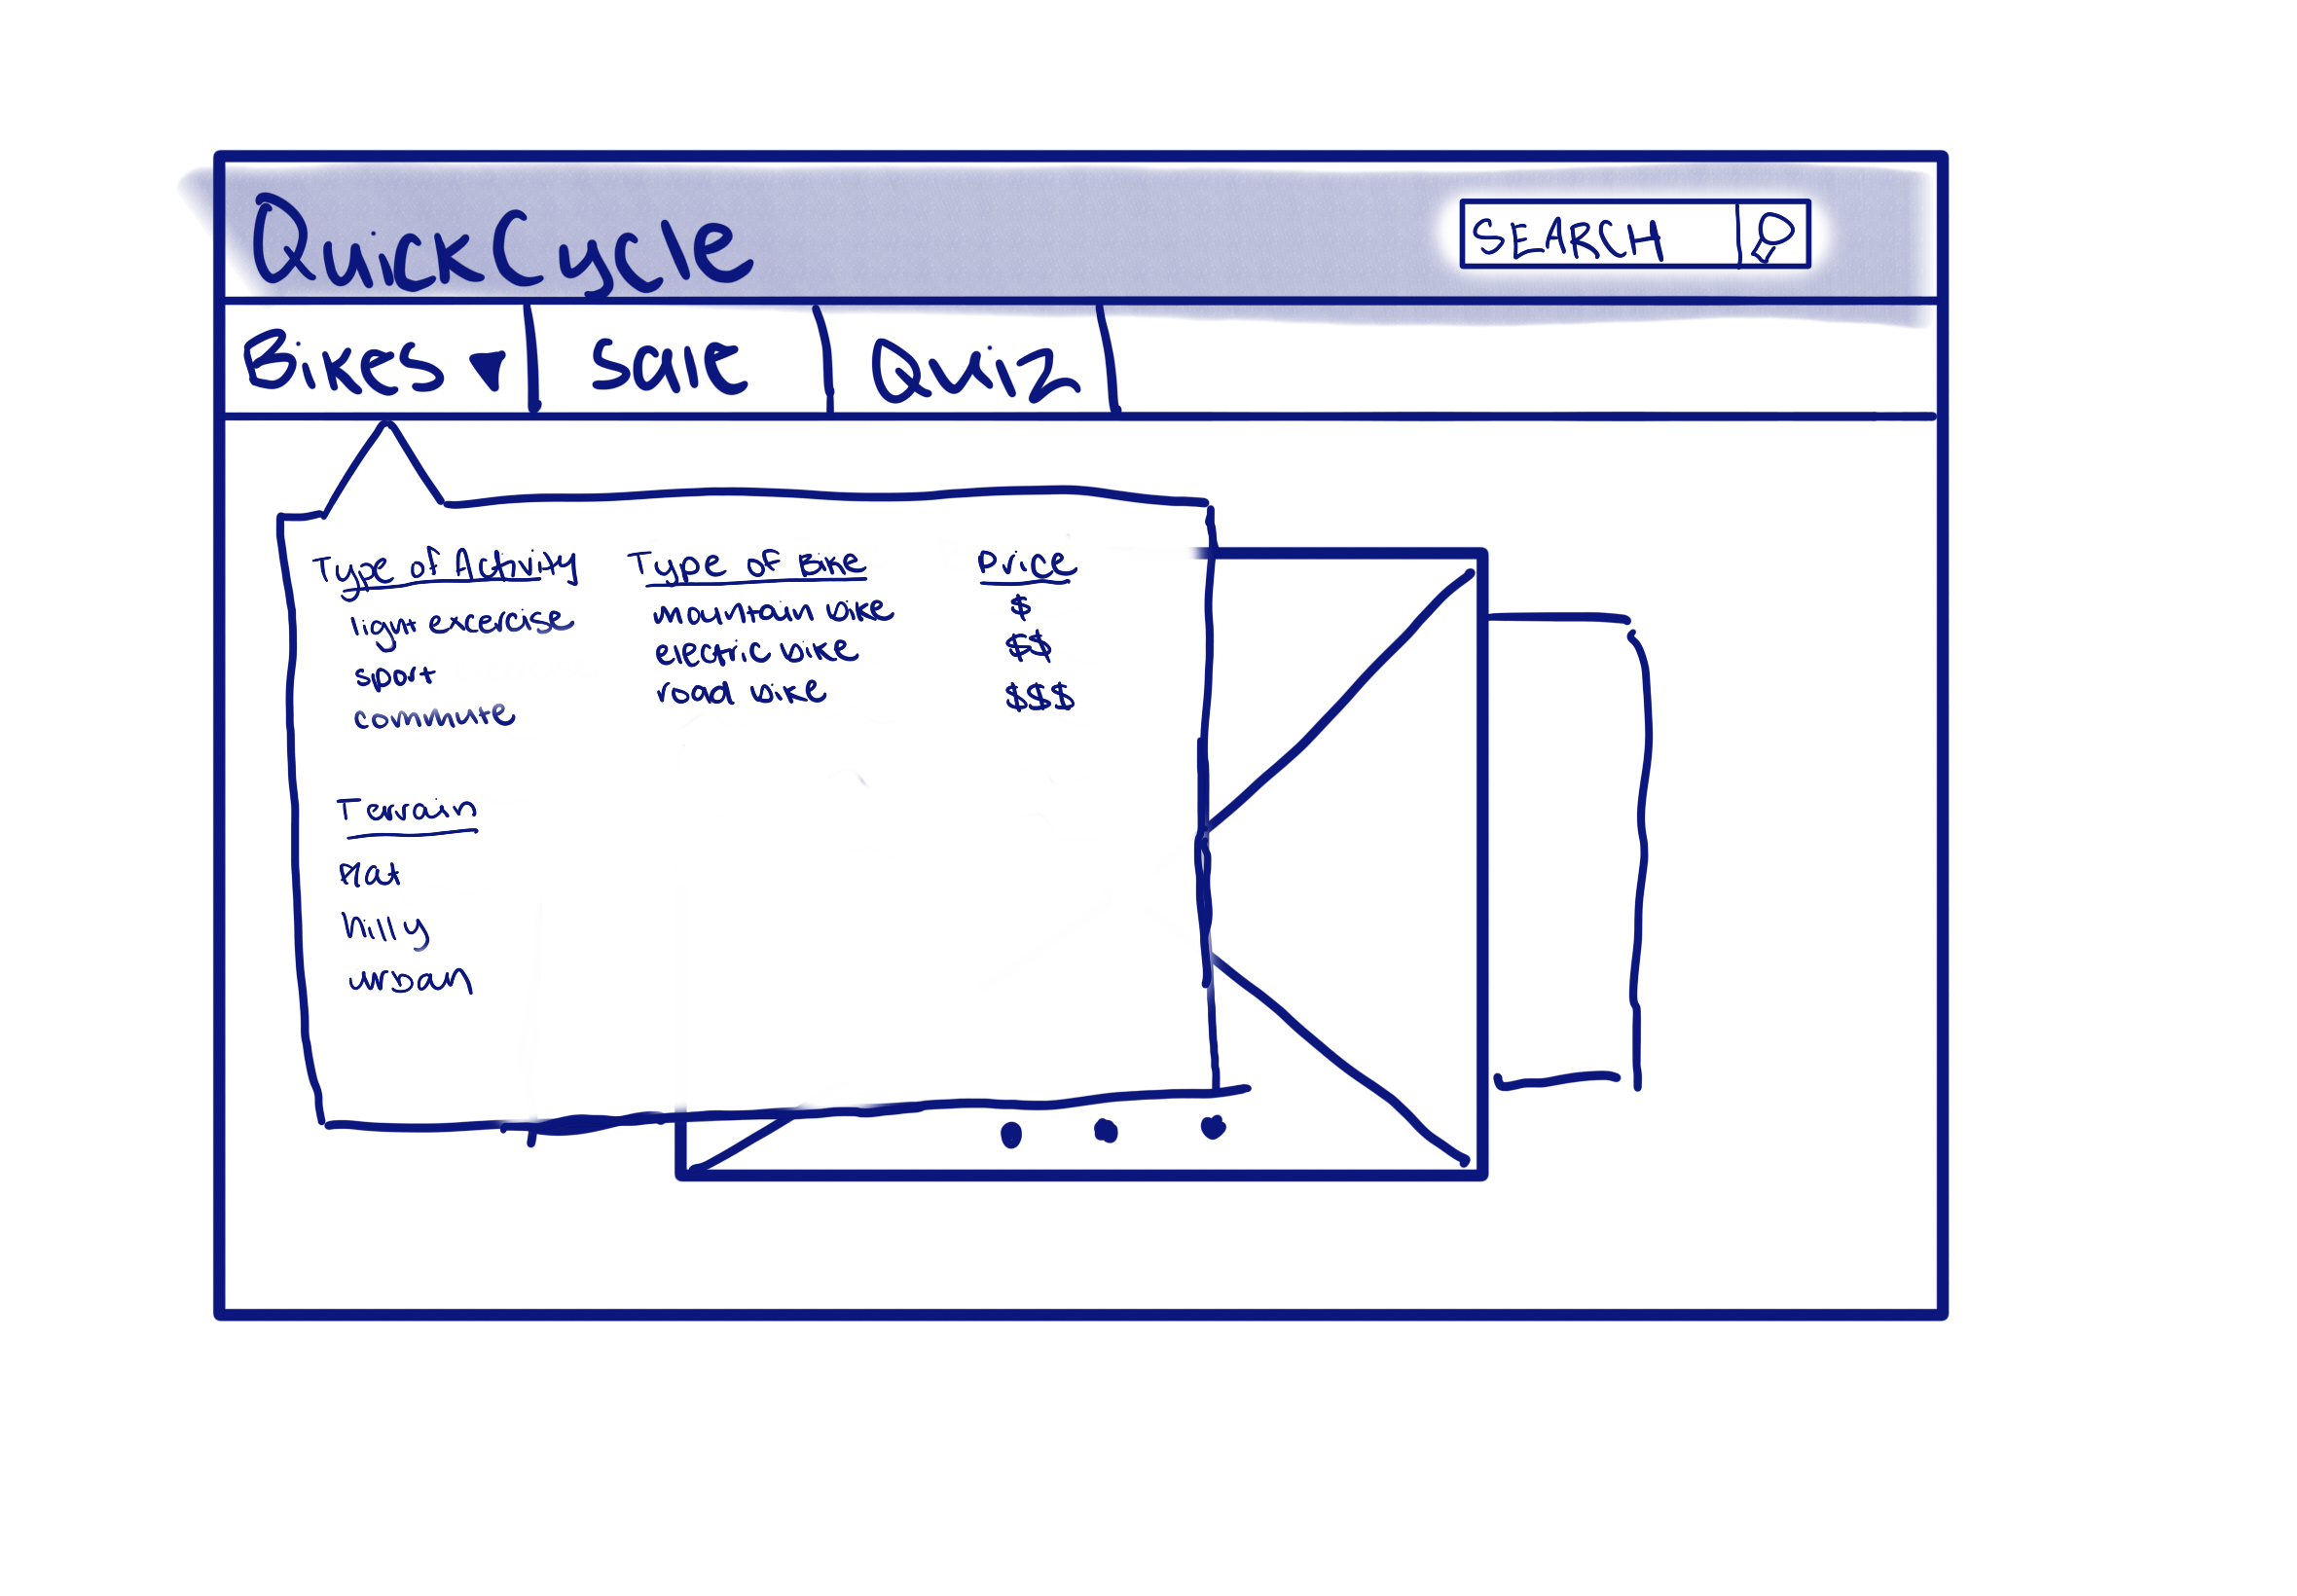 QuickCycle
SEARCH
Bikes
sale
Quiz
Type of Activity
light excercise
sport
commute
Type of Bike
mountain bike
electric bike
road bike
Price
$
$$
$$$
Terrain
flat
hilly
urban